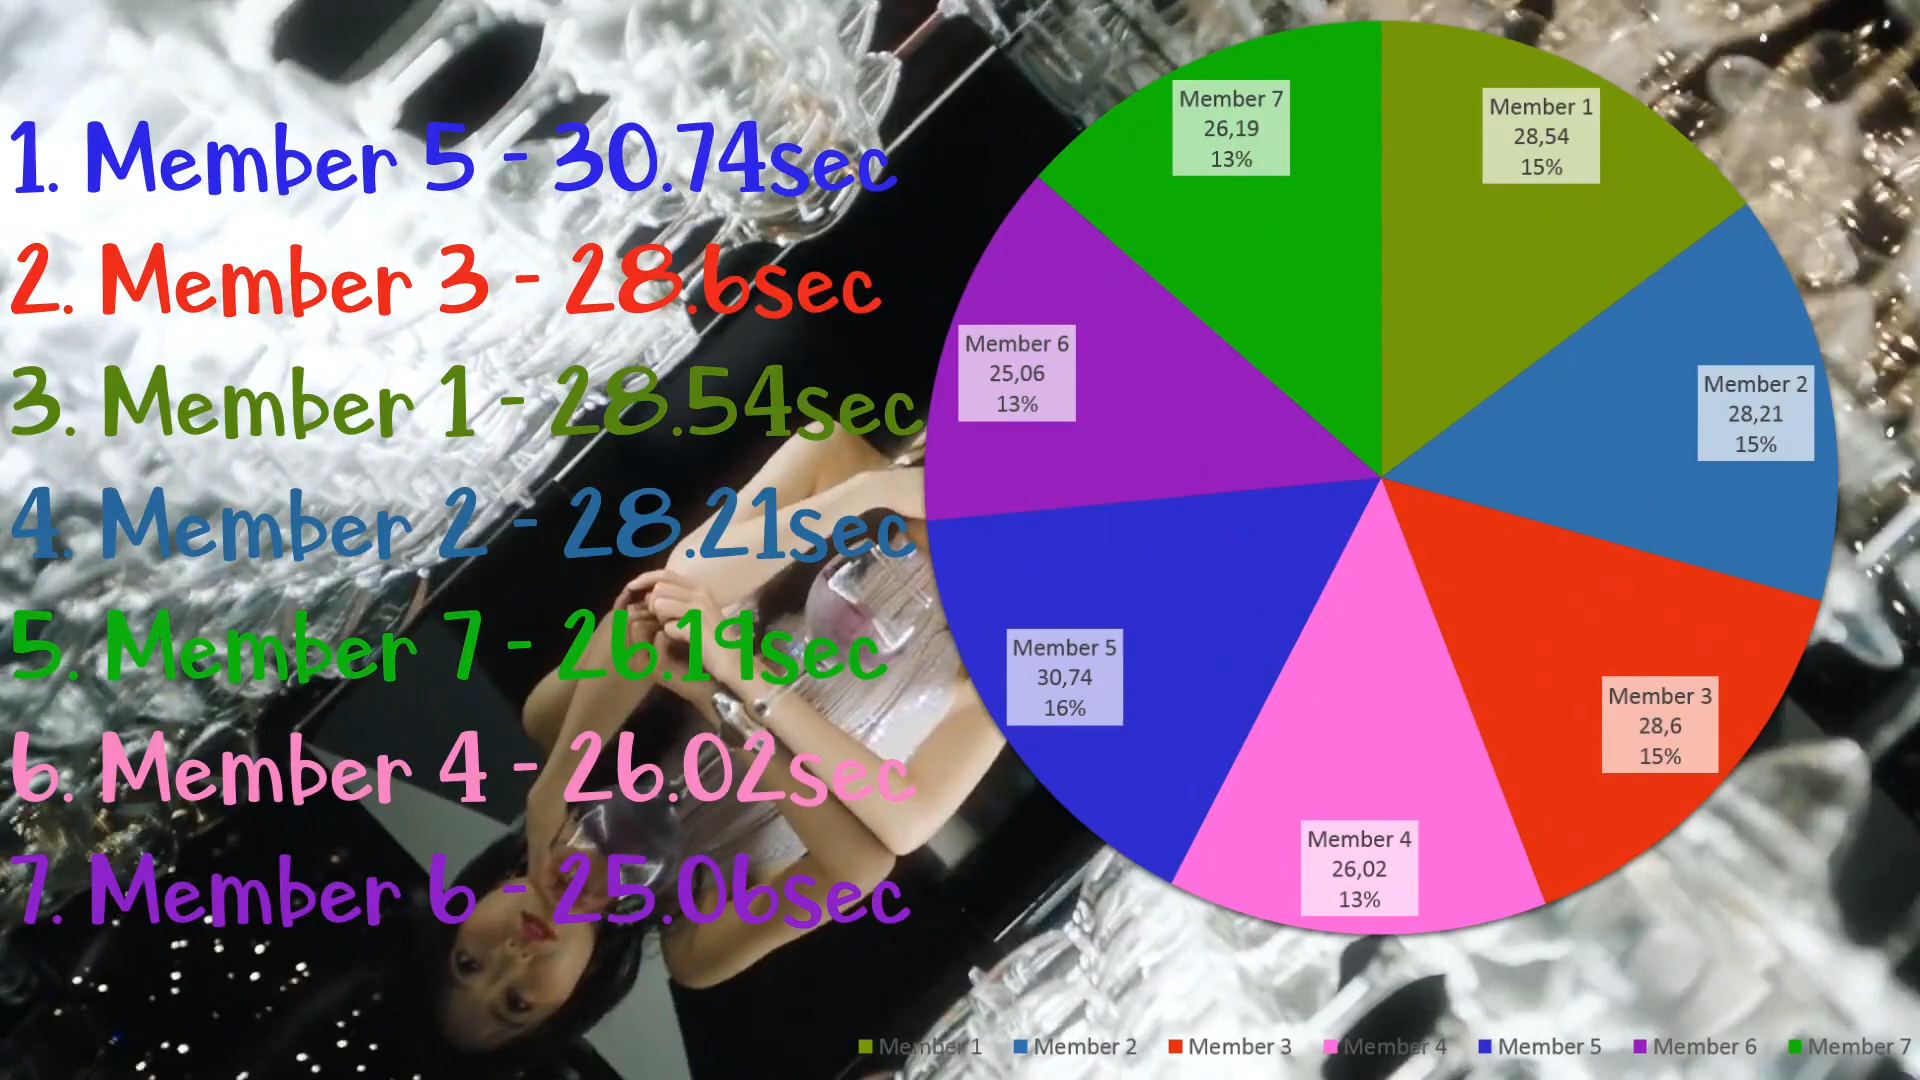 1. Member 5 - 30.74sec
2. Member 3 - 28.6sec
3. Member 1 - 28.54sec
4. Member 2 - 28.21sec
5. Member 7 - 26.19sec
6. Member 4 - 26.02sec
7. Member 6 - 25.06sec
Member 7
26,19
13%
Member 1
28,54
15%
Member 6
25,06
13%
Member 2
28,21
15%
Member 5
30,74
16%
Member 3
28,6
15%
Member 4
26,02
13%
Member 1 Member 2 Member 3 Member 4 Member 5 Member 6 Member 7